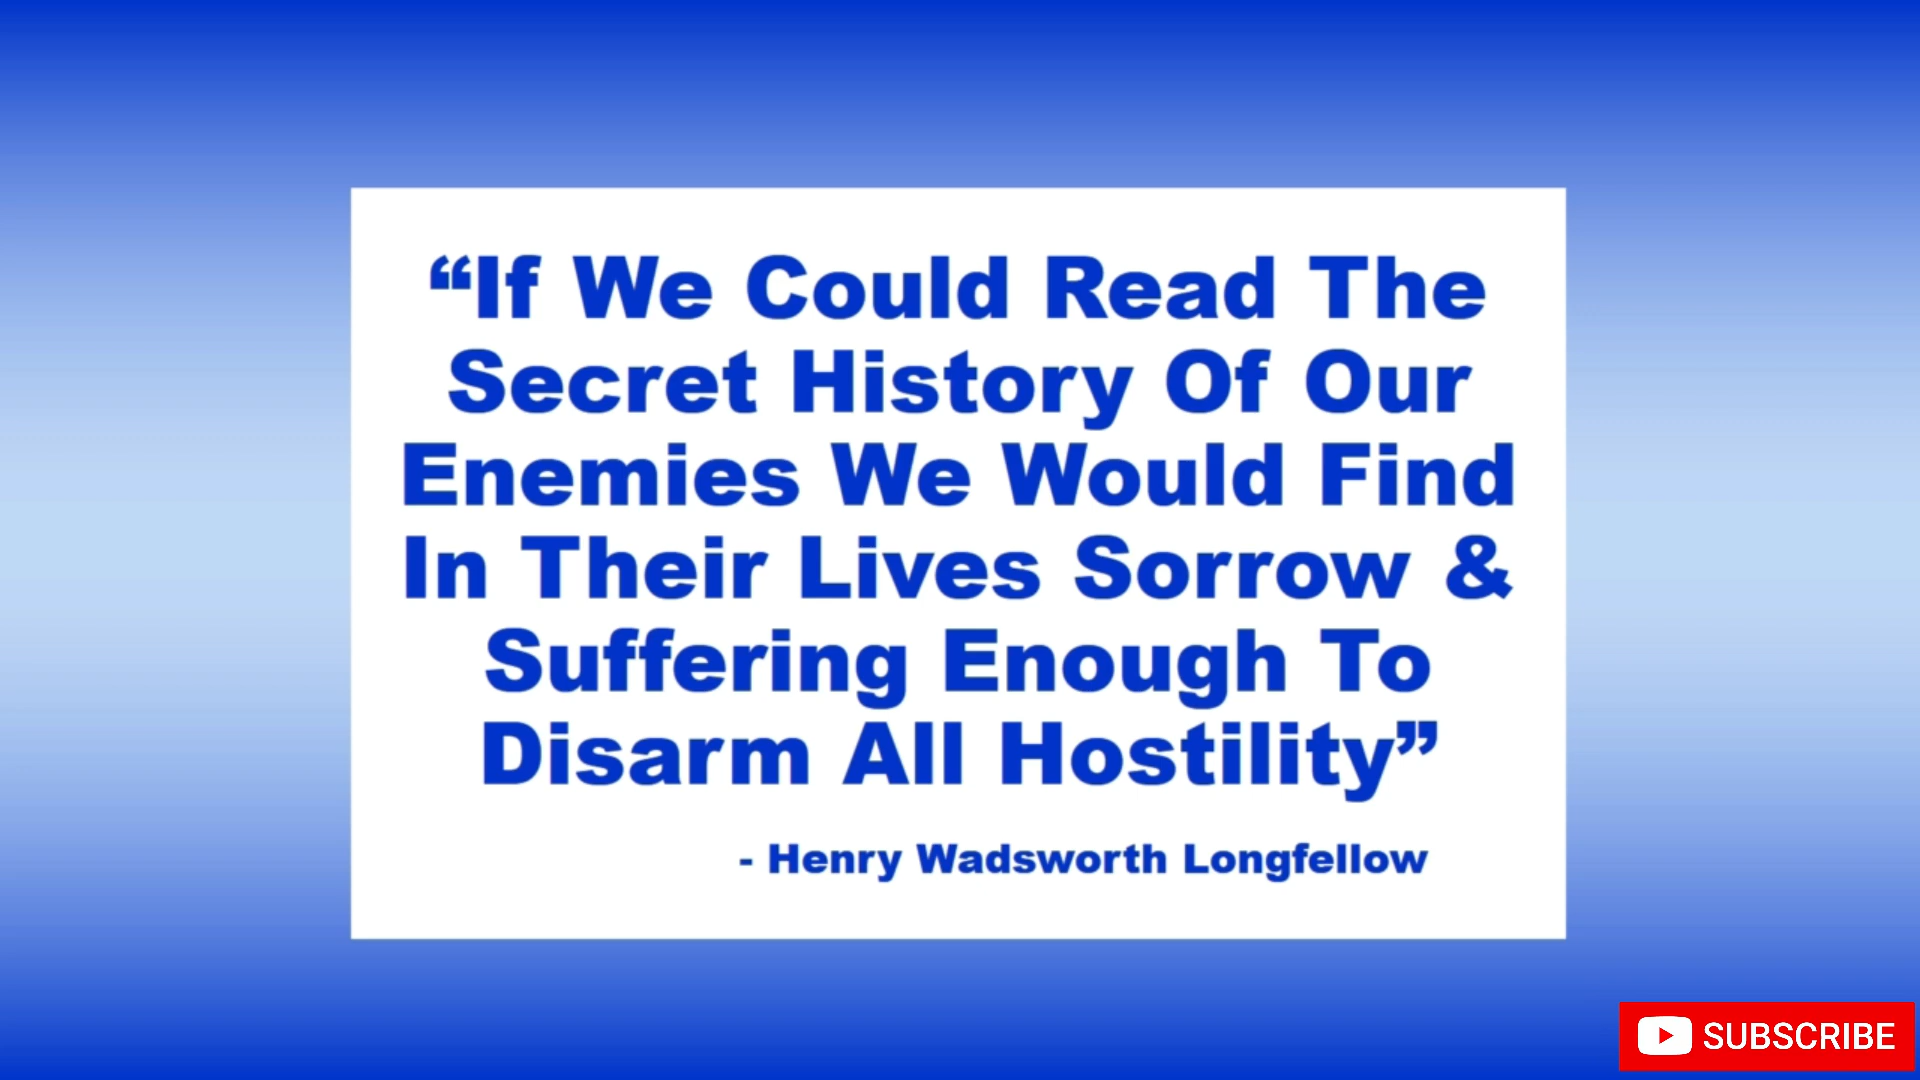 “If We Could Read The
Secret History Of Our
Enemies We Would Find
In Their Lives Sorrow &
Suffering Enough To
Disarm All Hostility”
- Henry Wadsworth Longfellow
SUBSCRIBE